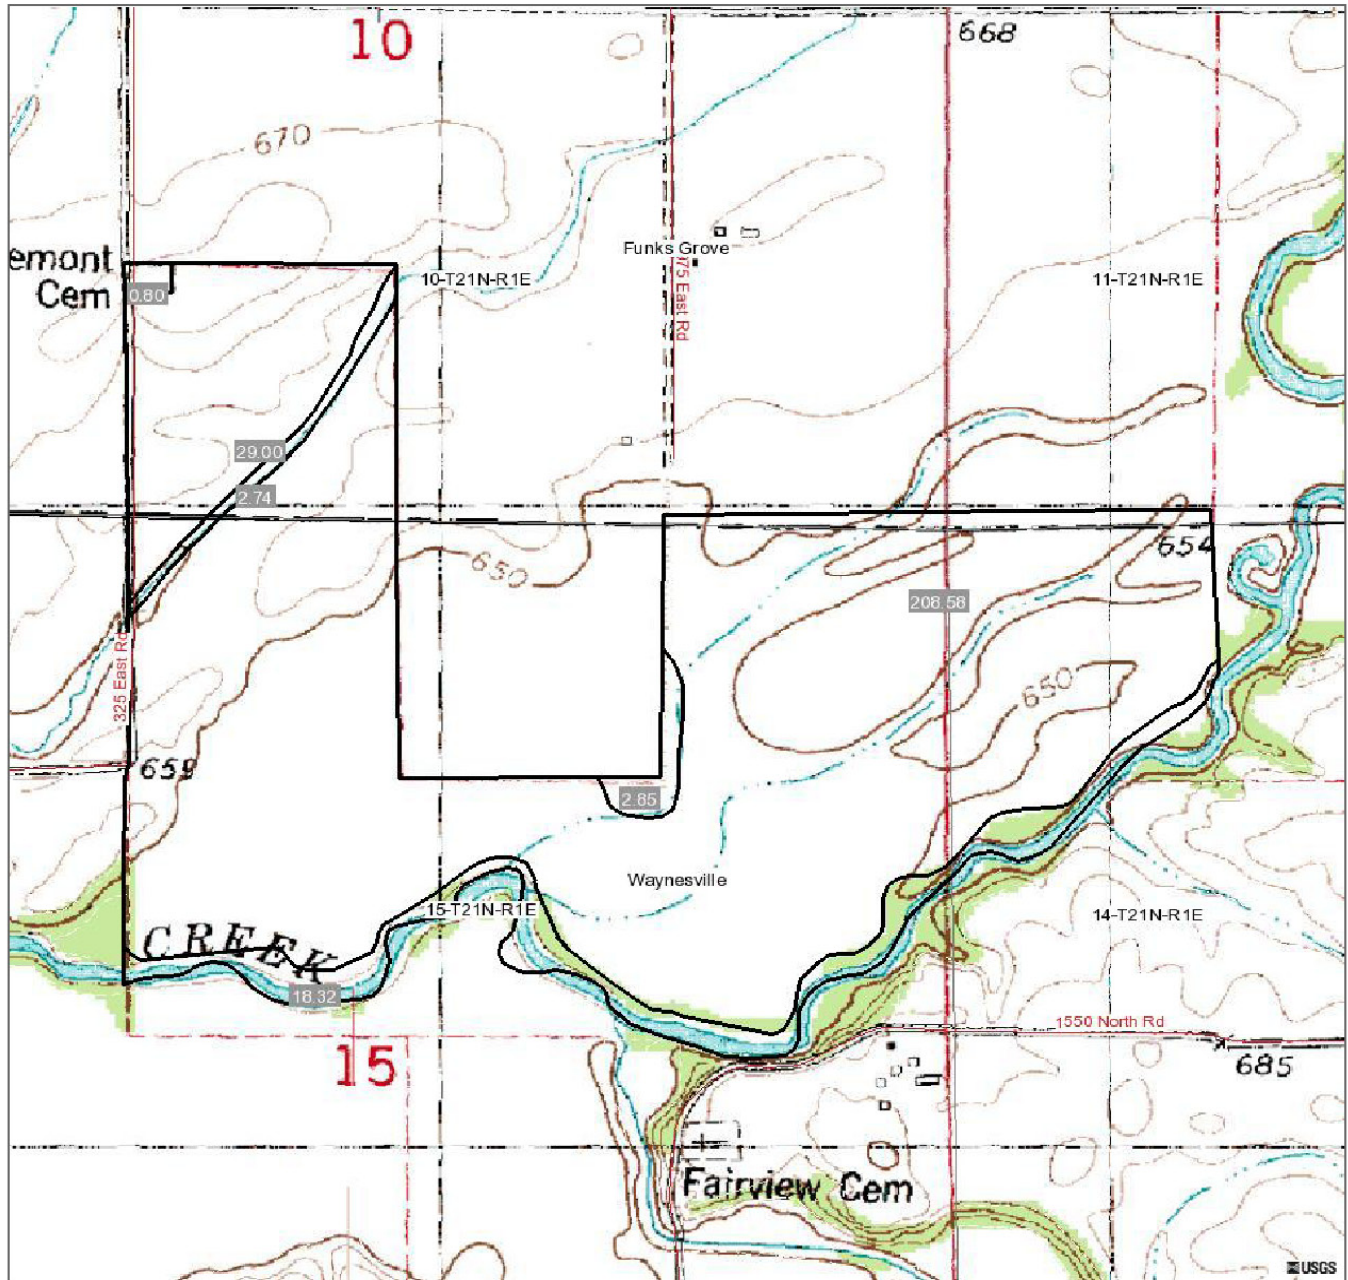 10
668
670
Funks Grove
emont
Cem
0.80
10-T21N-R1E
11-T21N-R1E
75 East Rd
29.00
2.74
654
650
208.58
325 East Rd
650
659
2.85
Waynesville
15-T21N-R1E
14-T21N-R1E
CREEK
18.32
1550 North Rd
15
685
Fairview Cem
USGS